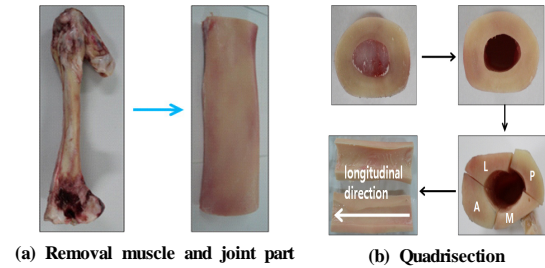 longitudinal
direction
L
P
A
M
(a) Removal muscle and joint part
(b) Quadrisection